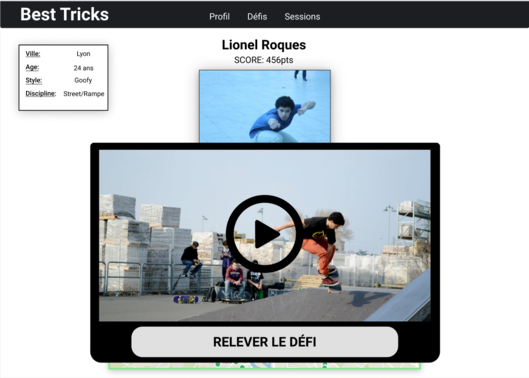 Best Tricks
Profil Défis Sessions
Lionel Roques
SCORE: 456pts
Ville: Lyon
Age: 24 ans
Style: Goofy
Discipline: Street/Rampe
RELEVER LE DÉFI